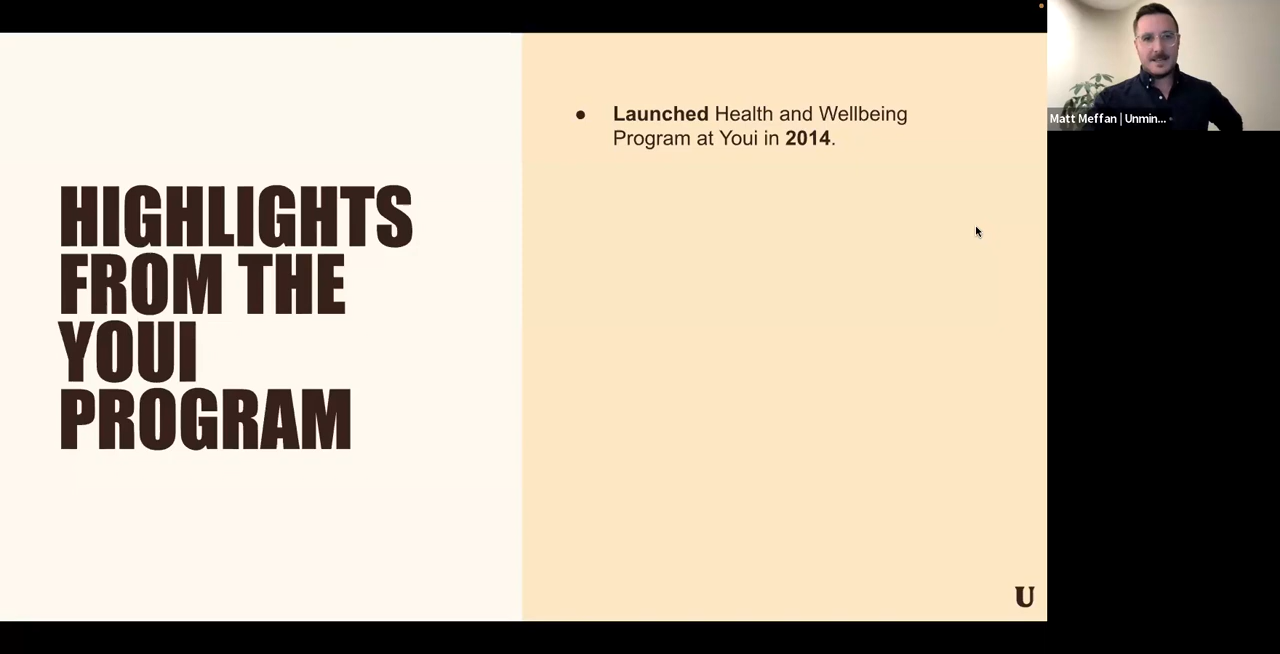 HIGHLIGHTS
FROM THE
YOUI
PROGRAM
● Launched Health and Wellbeing
Program at Youi in 2014.
U
Matt Meffan | Unmin...